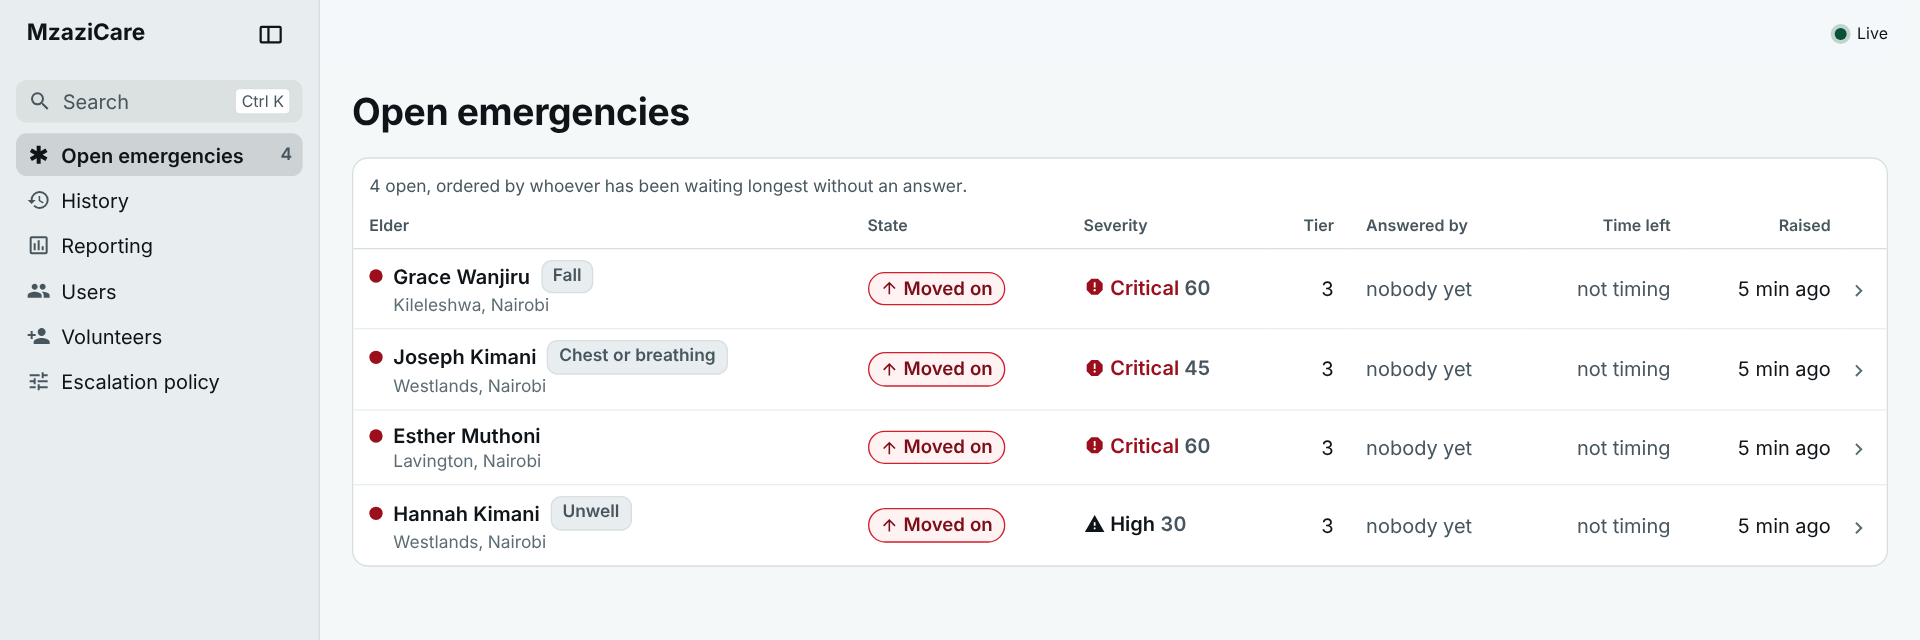 MzaziCare
Search Ctrl K
Open emergencies 4
History
Reporting
Users
Volunteers
Escalation policy
Live
Open emergencies
4 open, ordered by whoever has been waiting longest without an answer.
Elder State Severity Tier Answered by Time left Raised
Grace Wanjiru Fall
Kileleshwa, Nairobi
Moved on Critical 60 3 nobody yet not timing 5 min ago
Joseph Kimani Chest or breathing
Westlands, Nairobi
Moved on Critical 45 3 nobody yet not timing 5 min ago
Esther Muthoni
Lavington, Nairobi
Moved on Critical 60 3 nobody yet not timing 5 min ago
Hannah Kimani Unwell
Westlands, Nairobi
Moved on High 30 3 nobody yet not timing 5 min ago